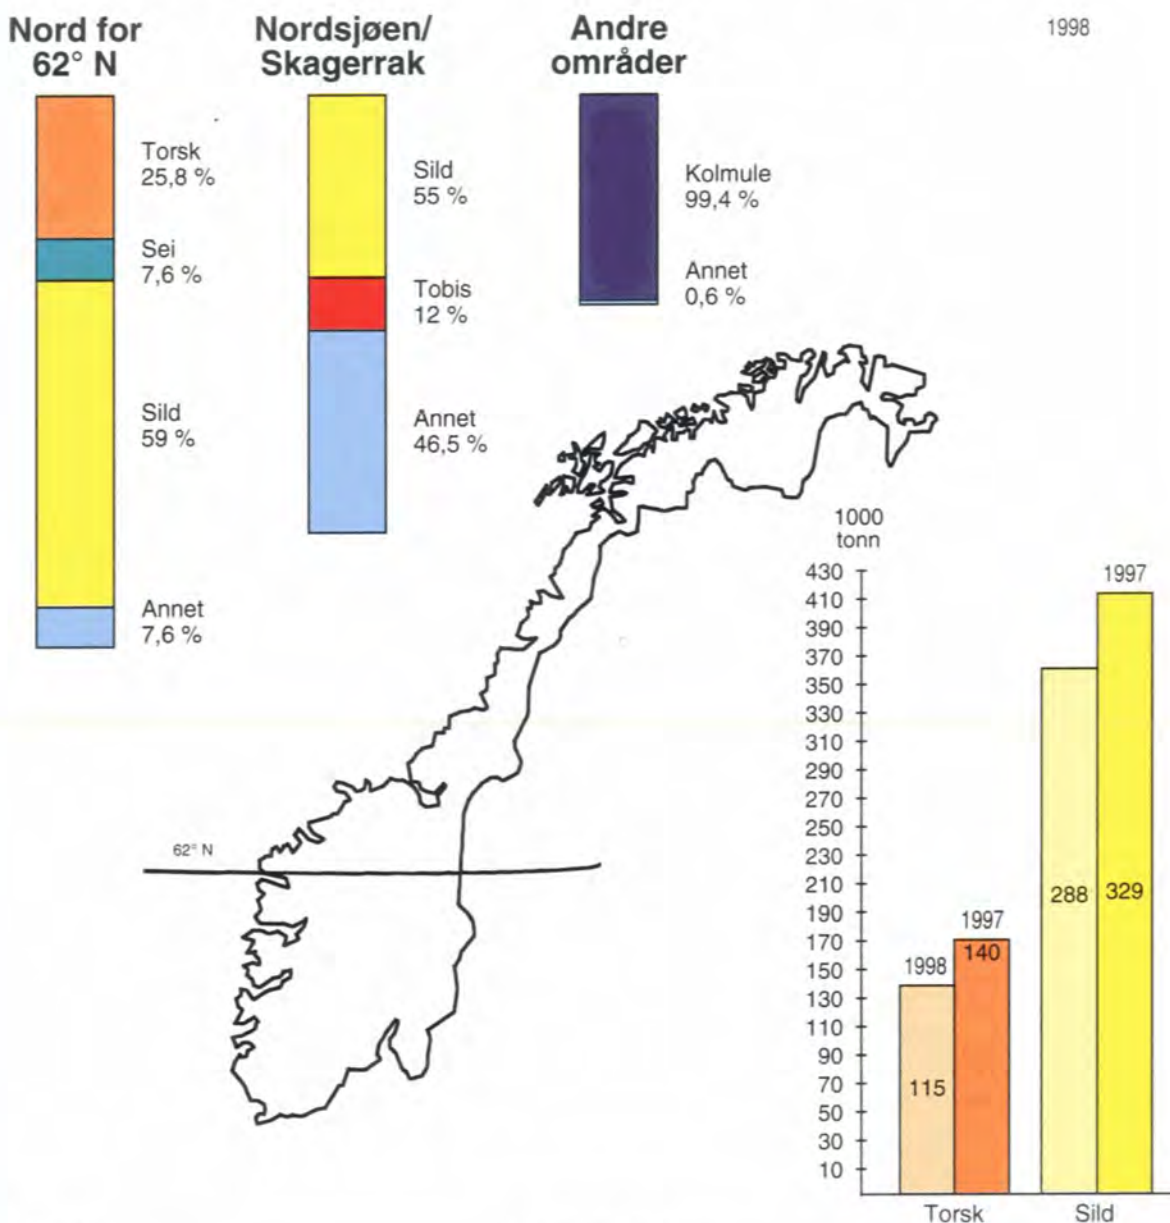 Nord for
62° N
Torsk
25,8 %
Sei
7,6 %
Sild
59 %
Annet
7,6 %
Nordsjøen/
Skagerrak
Sild
55 %
Tobis
12 %
Annet
46,5 %
Andre
områder
Kolmule
99,4 %
Annet
0,6 %
1998
62° N
1000
tonn
430
410
390
370
350
330
310
290
270
250
230
210
190
170
150
130
110
90
70
50
30
10
1998
115
1997
140
Torsk
288
1997
329
Sild